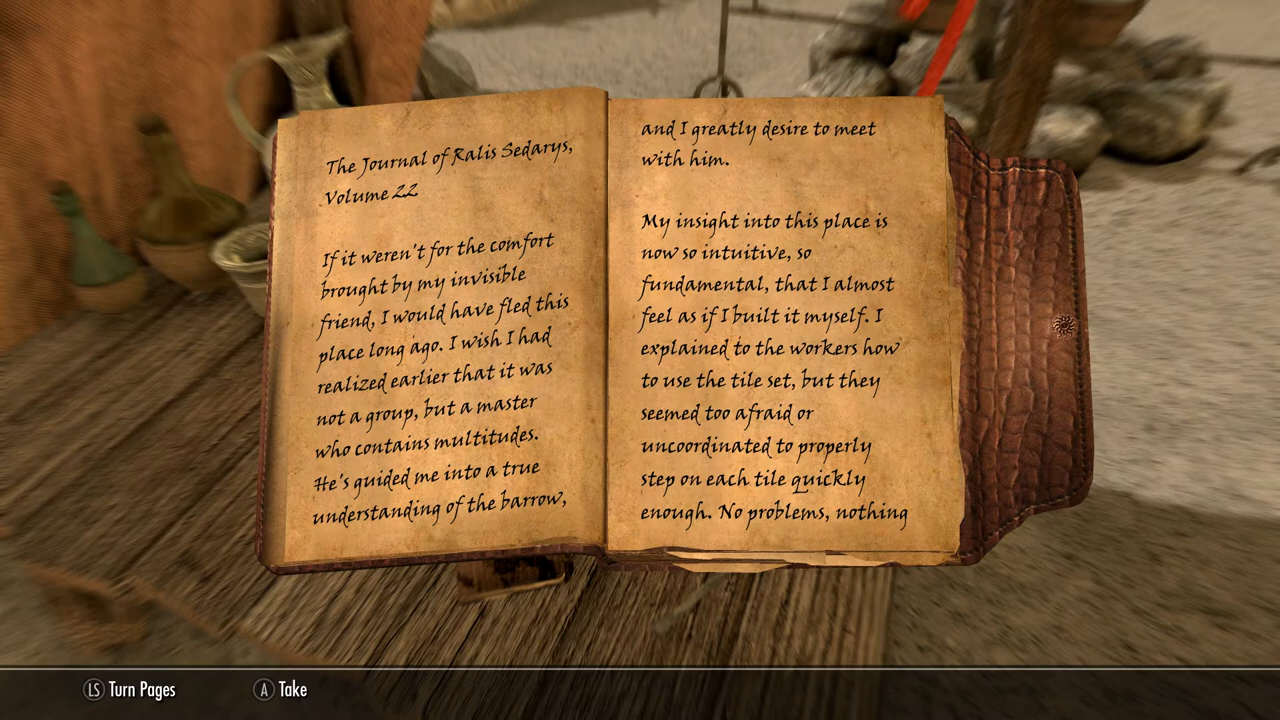 The Journal of Ralis Sedarys,
Volume 22
If it weren't for the comfort
brought by my invisible
friend, I would have fled this
place long ago. I wish I had
realized earlier that it was
not a group, but a master
who contains multitudes.
He's guided me into a true
understanding of the barrow,
and I greatly desire to meet
with him.
My insight into this place is
now so intuitive, so
fundamental, that I almost
feel as if I built it myself. I
explained to the workers how
to use the tile set, but they
seemed too afraid or
uncoordinated to properly
step on each tile quickly
enough. No problems, nothing
LS Turn Pages
A Take